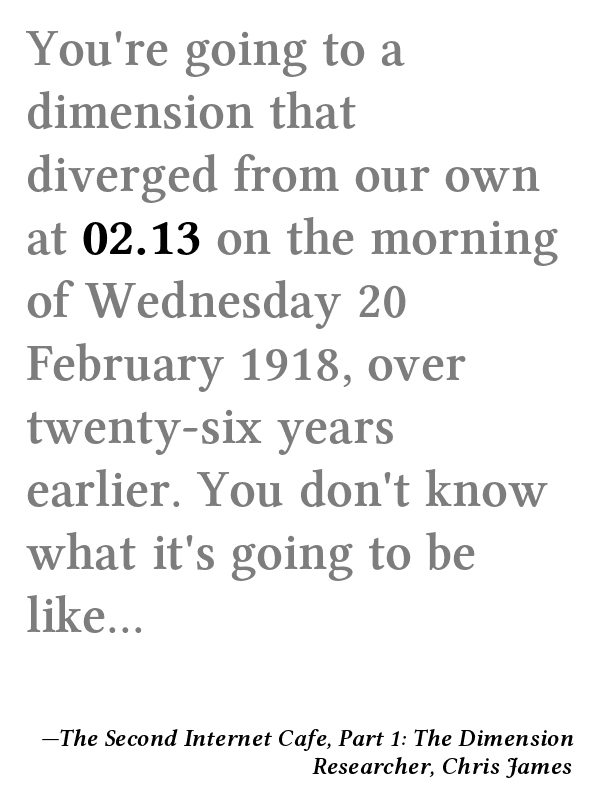 You're going to a
dimension that
diverged from our own
at 02.13 on the morning
of Wednesday 20
February 1918, over
twenty-six years
earlier. You don't know
what it's going to be
like...
—The Second Internet Cafe, Part 1: The Dimension
Researcher, Chris James